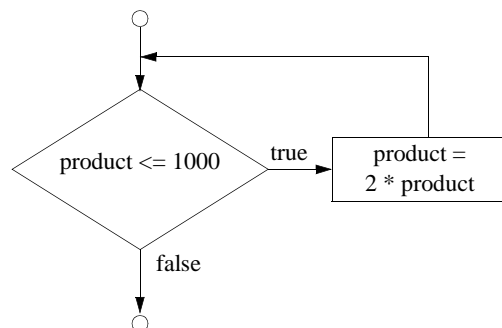 product <= 1000
true
product =
2 * product
false